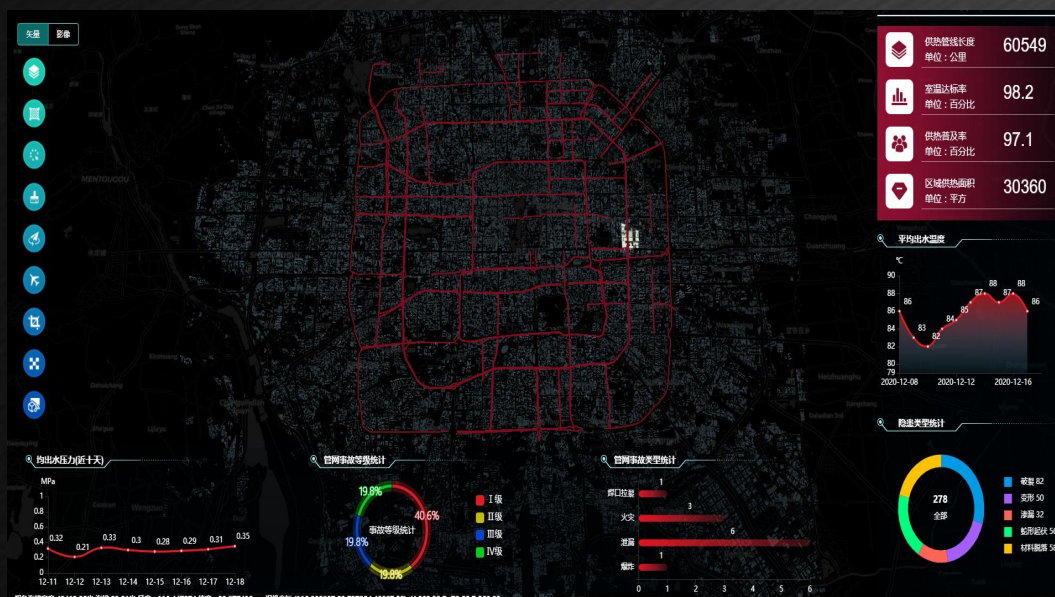 矢量 影像
供热管线长度 60549
单位：公里
室温达标率 98.2
单位：百分比
供热普及率 97.1
单位：百分比
区域供热面积 30360
单位：平方
MENTOUGOU
平均出水温度
℃
90
88
86
84
82
80
79
86
83
82
84
85
87
88
87
88
86
2020-12-08 2020-12-12 2020-12-16
隐患类型统计
278
全部
破裂 82
变形 50
渗漏 32
蛇形起伏 56
材料脱落 58
均出水压力(近十天)
MPa
1
0.8
0.6
0.4
0.2
0
0.32 0.21 0.33 0.3 0.28 0.29 0.31 0.35
12-11 12-12 12-13 12-14 12-15 12-16 12-17 12-18
管网事故等级统计
19.8%
40.6%
19.8%
19.8%
事故等级统计
I 级
II级
III级
IV级
管网事故类型统计
焊口拉裂 1
火灾 3
泄漏 6
爆炸 1
0 1 2 3 4 5 6